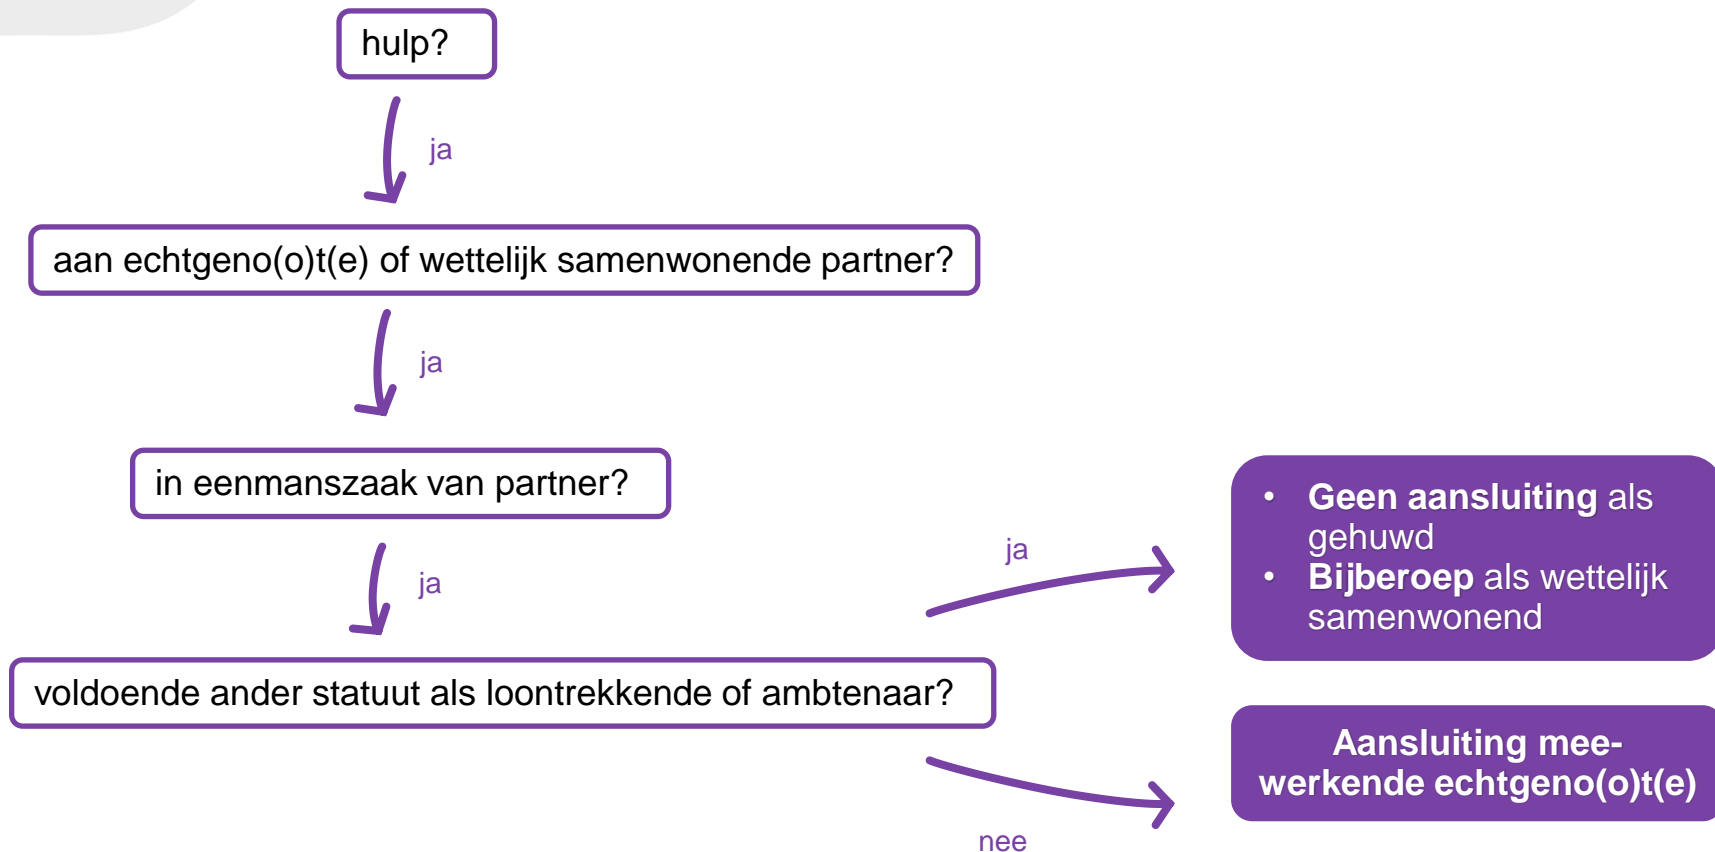 hulp?
ja
aan echtgeno(o)t(e) of wettelijk samenwonende partner?
ja
in eenmanszaak van partner?
ja
voldoende ander statuut als loontrekkende of ambtenaar?
ja
• Geen aansluiting als
gehuwd
• Bijberoep als wettelijk
samenwonend
nee
Aansluiting mee-
werkende echtgeno(o)t(e)